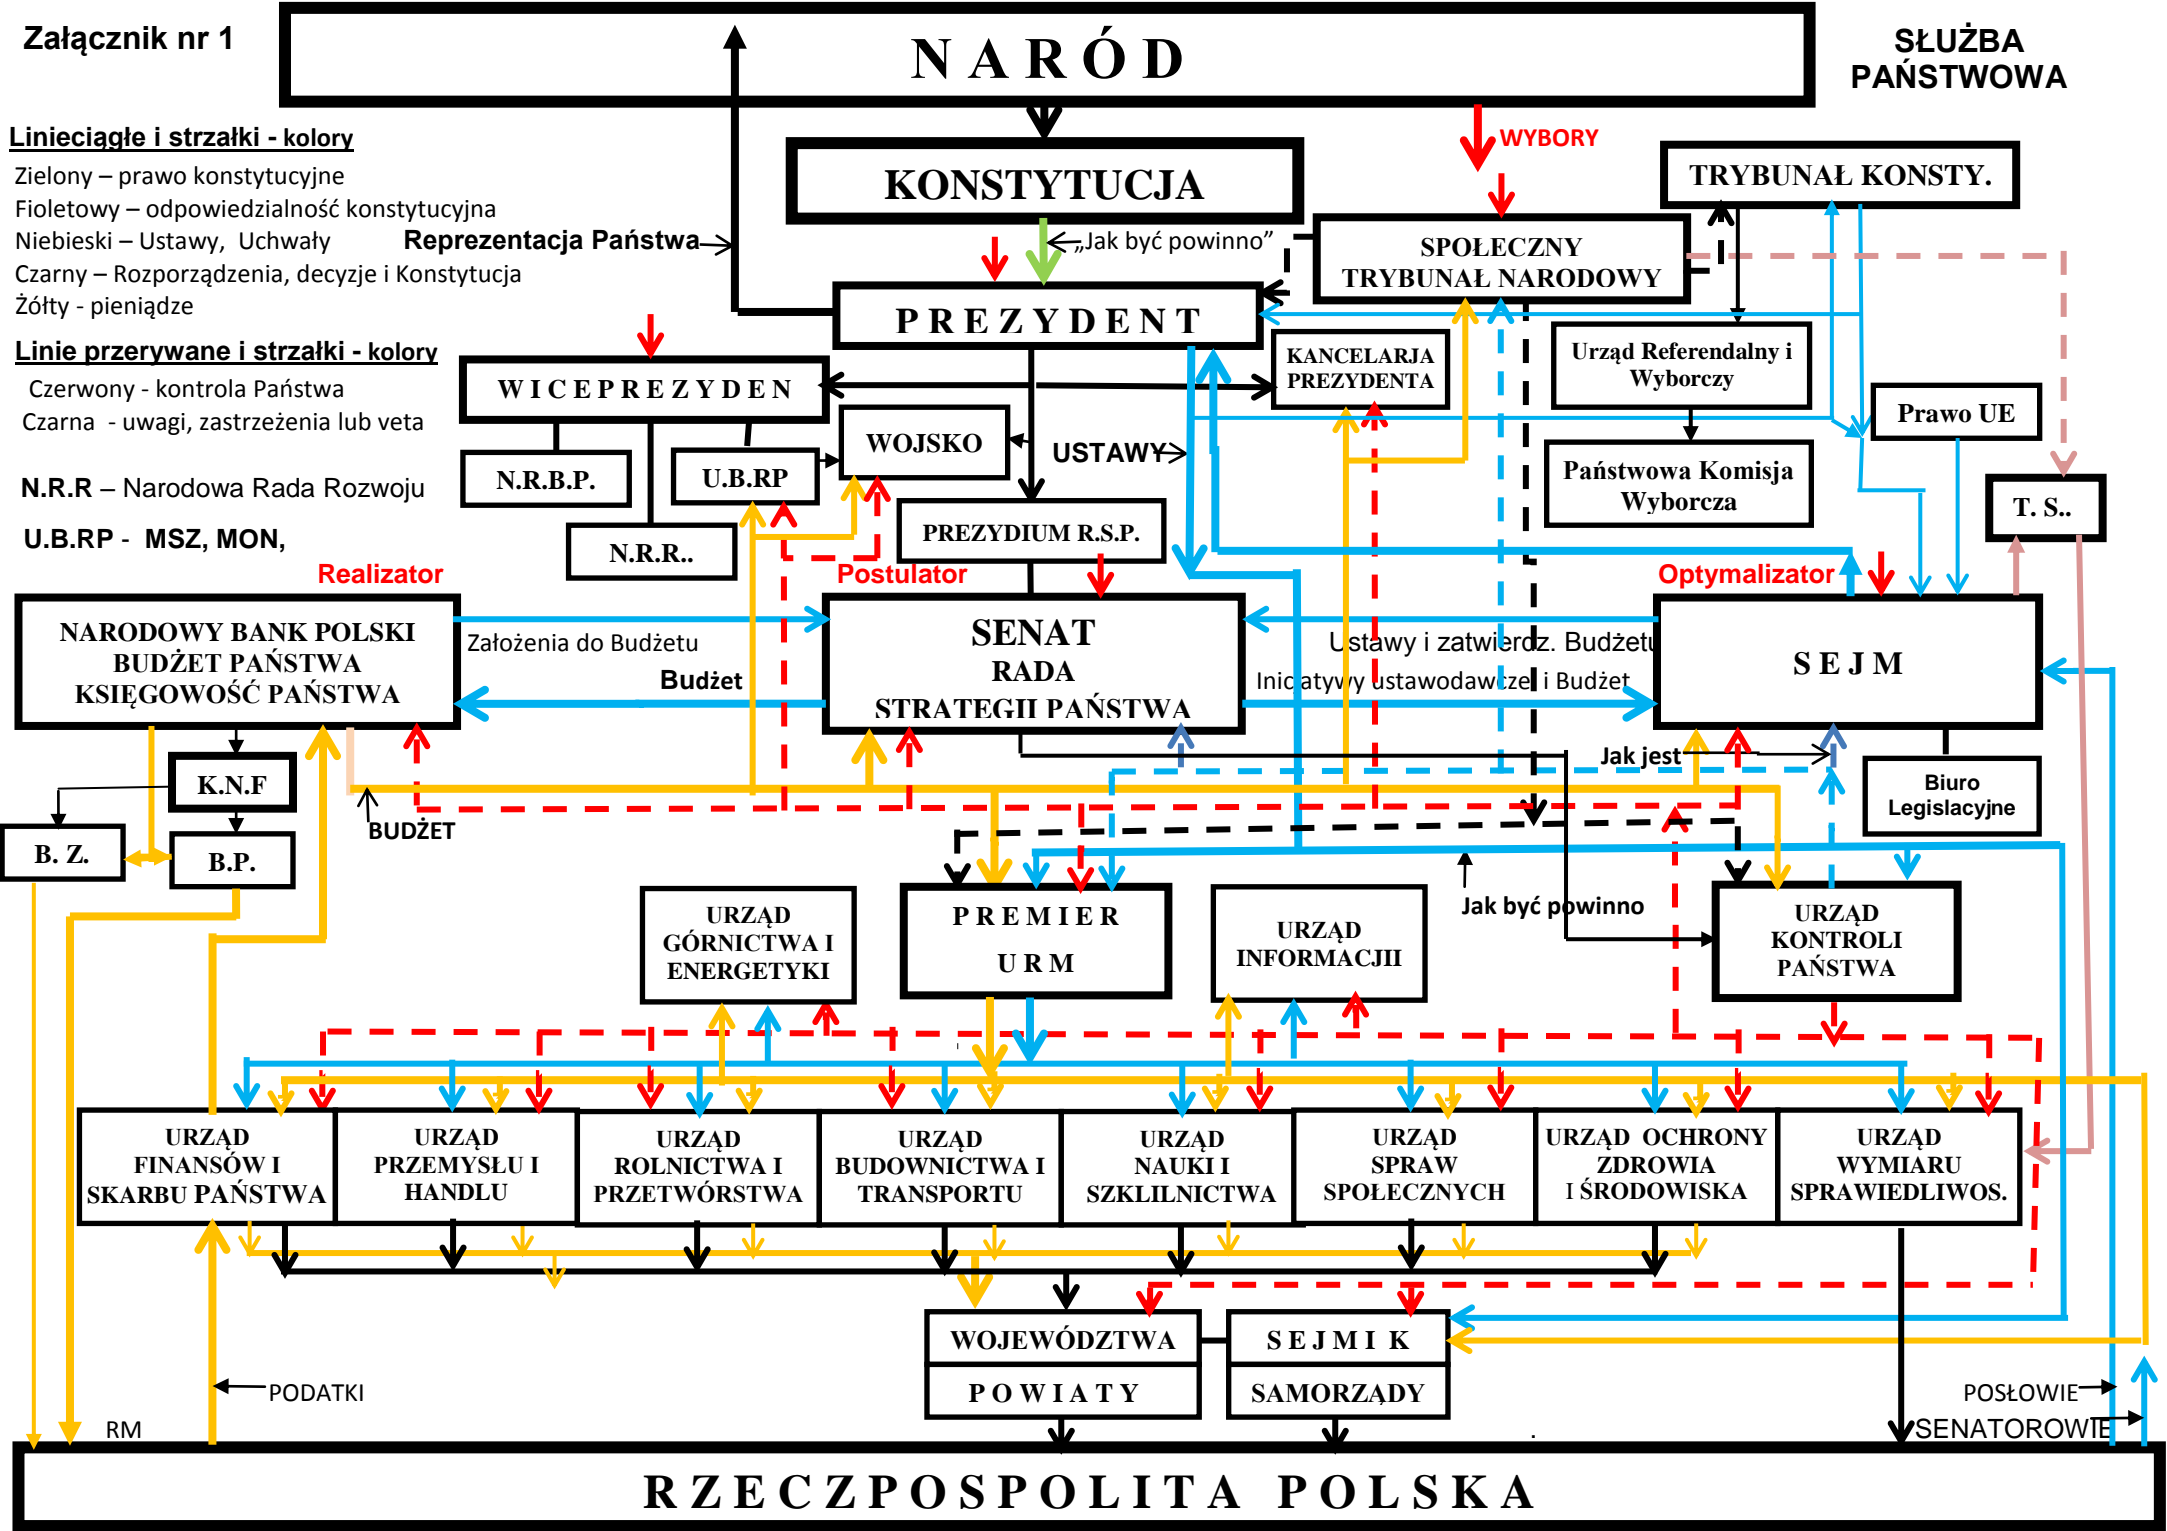 Załącznik nr 1
N A R Ó D
SŁUŻBA
PAŃSTWOWA
Linieciągłe i strzałki - kolory
Zielony – prawo konstytucyjne
Fioletowy – odpowiedzialność konstytucyjna
Niebieski – Ustawy, Uchwały
Czarny – Rozporządzenia, decyzje i Konstytucja
Żółty - pieniądze
Linie przerywane i strzałki - kolory
Czerwony - kontrola Państwa
Czarna - uwagi, zastrzeżenia lub veta
N.R.R – Narodowa Rada Rozwoju
U.B.RP - MSZ, MON,
WYBORY
KONSTYTUCJA
TRYBUNAŁ KONSTY.
Reprezentacja Państwa
„Jak być powinno”
SPOŁECZNY
TRYBUNAŁ NARODOWY
P R E Z Y D E N T
KANCELARJA
PREZYDENTA
Urząd Referendalny i
Wyborczy
W I C E P R E Z Y D E N
Prawo UE
WOJSKO
USTAWY
N.R.B.P.
U.B.RP
Państwowa Komisja
Wyborcza
T. S..
PREZYDIUM R.S.P.
N.R.R..
Realizator
Postulator
Optymalizator
NARODOWY BANK POLSKI
BUDŻET PAŃSTWA
KSIĘGOWOŚĆ PAŃSTWA
Założenia do Budżetu
Budżet
SENAT
RADA
STRATEGII PAŃSTWA
Ustawy i zatwierdz. Budżetu
Inicjatywy ustawodawcze i Budżet
S E J M
Jak jest
K.N.F
Biuro
Legislacyjne
BUDŻET
B. Z.
B.P.
Jak być powinno
URZĄD
GÓRNICTWA I
ENERGETYKI
P R E M I E R
U R M
URZĄD
INFORMACJII
URZĄD
KONTROLI
PAŃSTWA
URZĄD
FINANSÓW I
SKARBU PAŃSTWA
URZĄD
PRZEMYSŁU I
HANDLU
URZĄD
ROLNICTWA I
PRZETWÓRSTWA
URZĄD
BUDOWNICTWA I
TRANSPORTU
URZĄD
NAUKI I
SZKLILNICTWA
URZĄD
SPRAW
SPOŁECZNYCH
URZĄD OCHRONY
ZDROWIA
I ŚRODOWISKA
URZĄD
WYMIARU
SPRAWIEDLIWOS.
WOJEWÓDZTWA
S E J M I K
P O W I A T Y
SAMORZĄDY
PODATKI
POSŁOWIE
RM
SENATOROWIE
R Z E C Z P O S P O L I T A P O L S K A